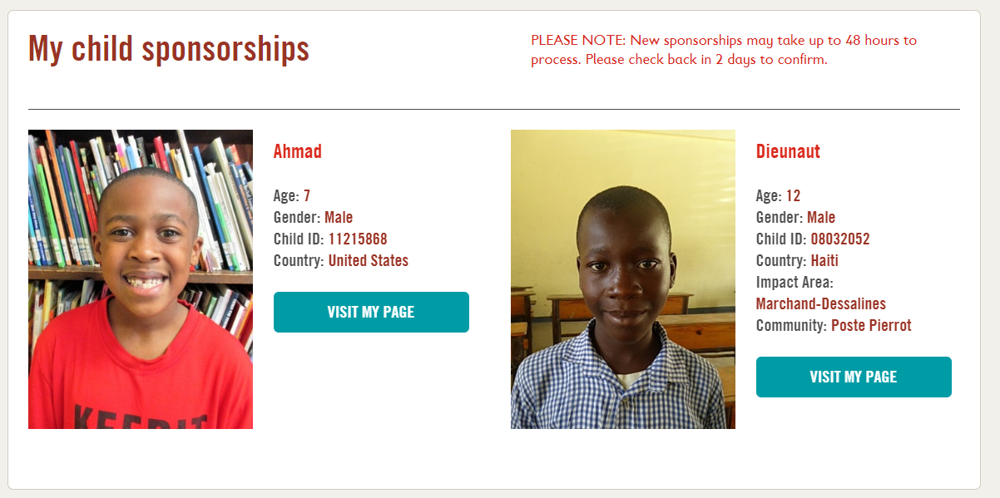 My child sponsorships
PLEASE NOTE: New sponsorships may take up to 48 hours to
process. Please check back in 2 days to confirm.
Ahmad
Age: 7
Gender: Male
Child ID: 11215868
Country: United States
VISIT MY PAGE
Dieunaut
Age: 12
Gender: Male
Child ID: 08032052
Country: Haiti
Impact Area:
Marchand-Dessalines
Community: Poste Pierrot
VISIT MY PAGE